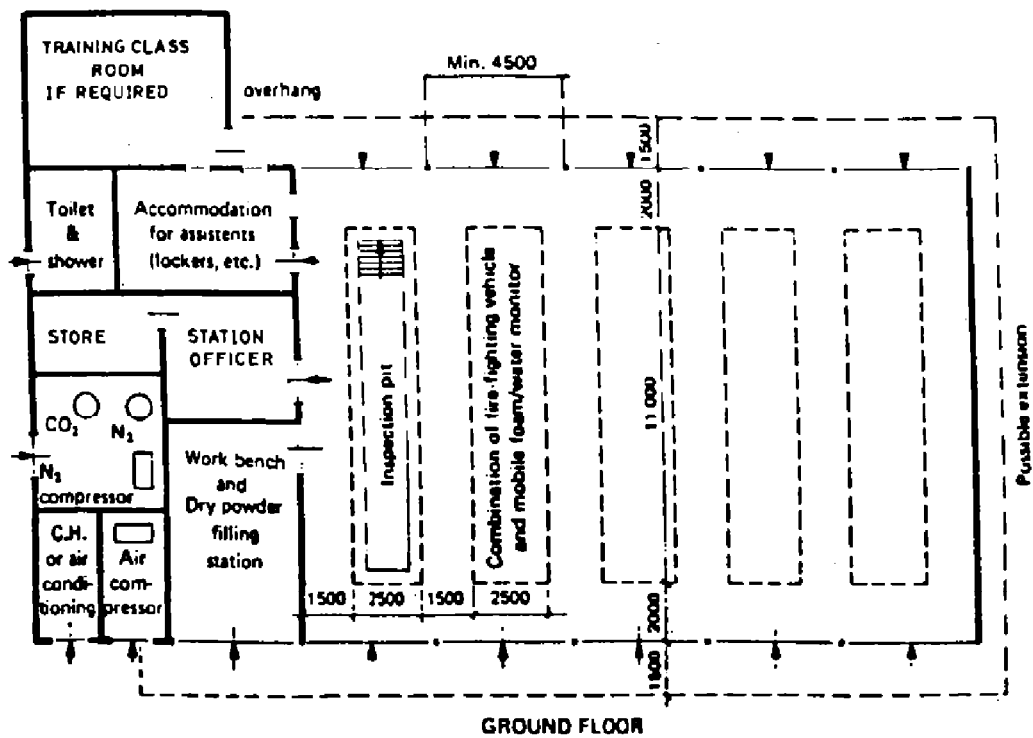 TRAINING CLASS
ROOM
IF REQUIRED
overhang
Min. 4500
1500
2000
Toilet
&
shower
Accommodation
for assistents
(lockers, etc.)
STORE
STATION
OFFICER
CO₂
N₂
N₂
compressor
Work bench
and
Dry powder
filling
station
C.H.
or air
condi-
tioning
Air
com-
pressor
Inspection pit
Combination of fire-fighting vehicle
and mobile foam/water monitor
11 000
Possible extension
1500
2500
1500
2500
2000
GROUND FLOOR